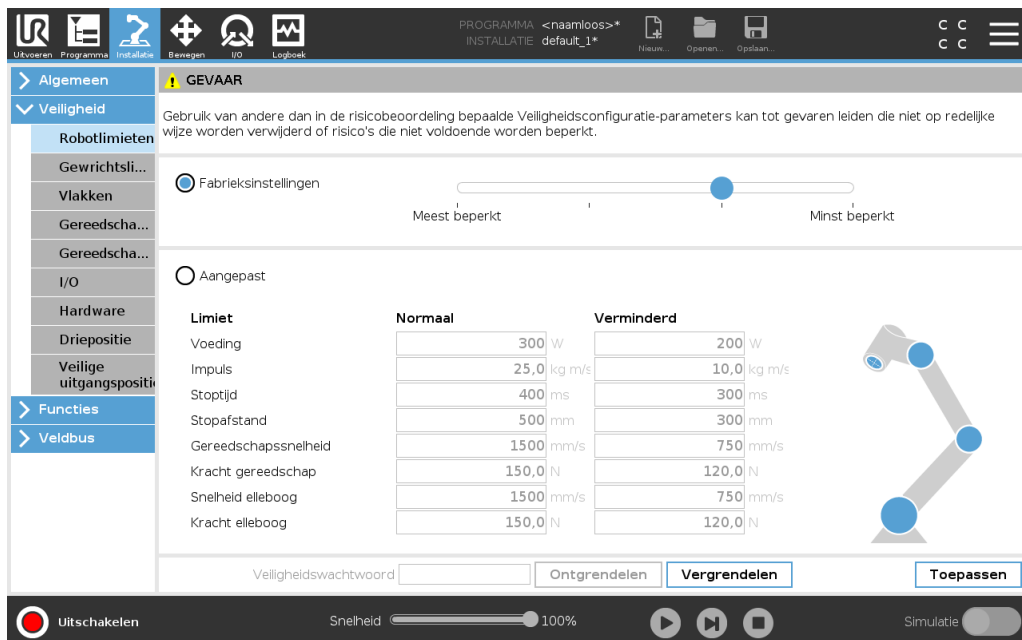 PROGRAMMA <naamloos>*
INSTALLATIE default_1*
Uitvoeren
Programma
Installatie
Bewegen
I/O
Logboek
Nieuw...
Openen...
Opslaan...
C C
C C
Algemeen
Veiligheid
Robotlimieten
Gewrichtsli...
Vlakken
Gereedscha...
Gereedscha...
I/O
Hardware
Driepositie
Veilige
uitgangspositi
Functies
Veldbus
GEVAAR
Gebruik van andere dan in de risicobeoordeling bepaalde Veiligheidsconfiguratie-parameters kan tot gevaren leiden die niet op redelijke
wijze worden verwijderd of risico's die niet voldoende worden beperkt.
Fabrieksinstellingen
Meest beperkt
Minst beperkt
Aangepast
Limiet Normaal Verminderd
Voeding 300 W 200 W
Impuls 25,0 kg m/s 10,0 kg m/s
Stoptijd 400 ms 300 ms
Stopafstand 500 mm 300 mm
Gereedschapssnelheid 1500 mm/s 750 mm/s
Kracht gereedschap 150,0 N 120,0 N
Snelheid elleboog 1500 mm/s 750 mm/s
Kracht elleboog 150,0 N 120,0 N
Veiligheidswachtwoord
Ontgrendelen
Vergrendelen
Toepassen
Uitschakelen
Snelheid 100%
Simulatie